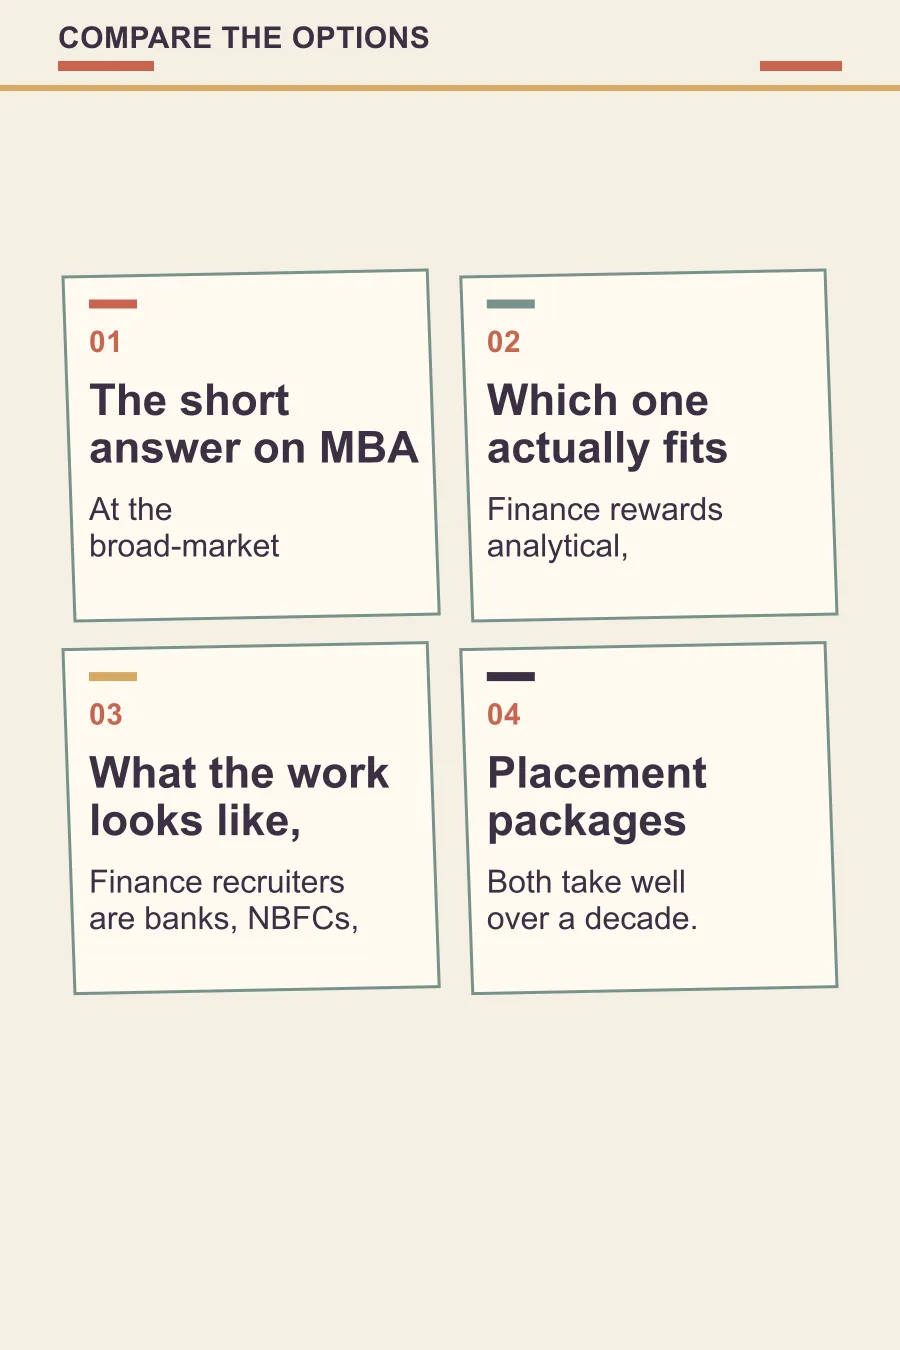 COMPARE THE OPTIONS
01
The short
answer on MBA
At the
broad-market
02
Which one
actually fits
Finance rewards
analytical,
03
What the work
looks like,
Finance recruiters
are banks, NBFCs,
04
Placement
packages
Both take well
over a decade.